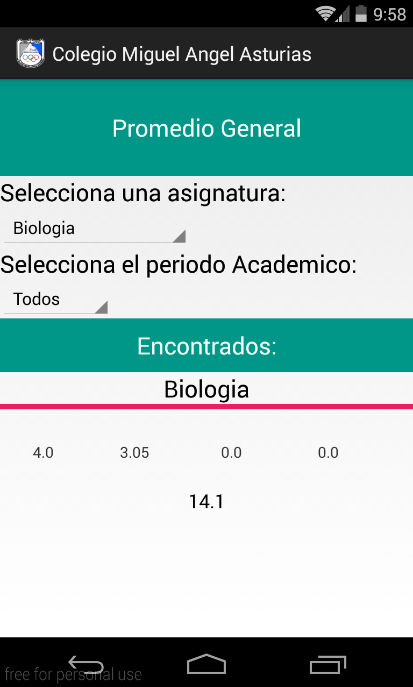 9:58
Colegio Miguel Angel Asturias
Promedio General
Selecciona una asignatura:
Biologia
Selecciona el periodo Academico:
Todos
Encontrados:
Biologia
4.0 3.05 0.0 0.0
14.1
free for personal use